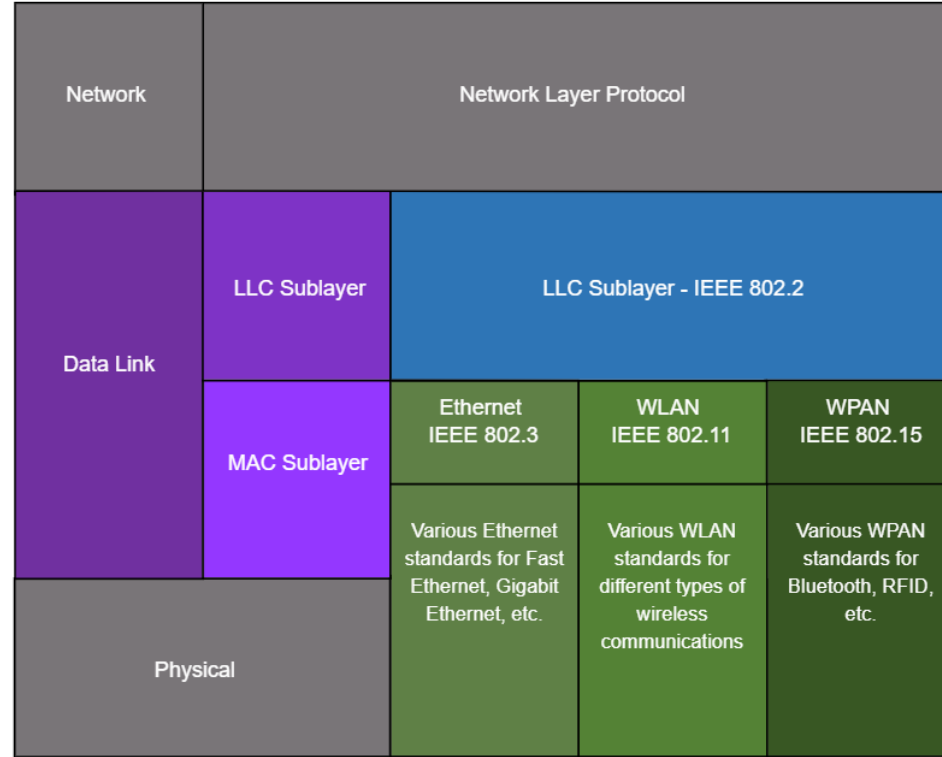 Network
Network Layer Protocol
Data Link
LLC Sublayer
LLC Sublayer - IEEE 802.2
MAC Sublayer
Ethernet
IEEE 802.3
WLAN
IEEE 802.11
WPAN
IEEE 802.15
Various Ethernet
standards for Fast
Ethernet, Gigabit
Ethernet, etc.
Various WLAN
standards for
different types of
wireless
communications
Various WPAN
standards for
Bluetooth, RFID,
etc.
Physical